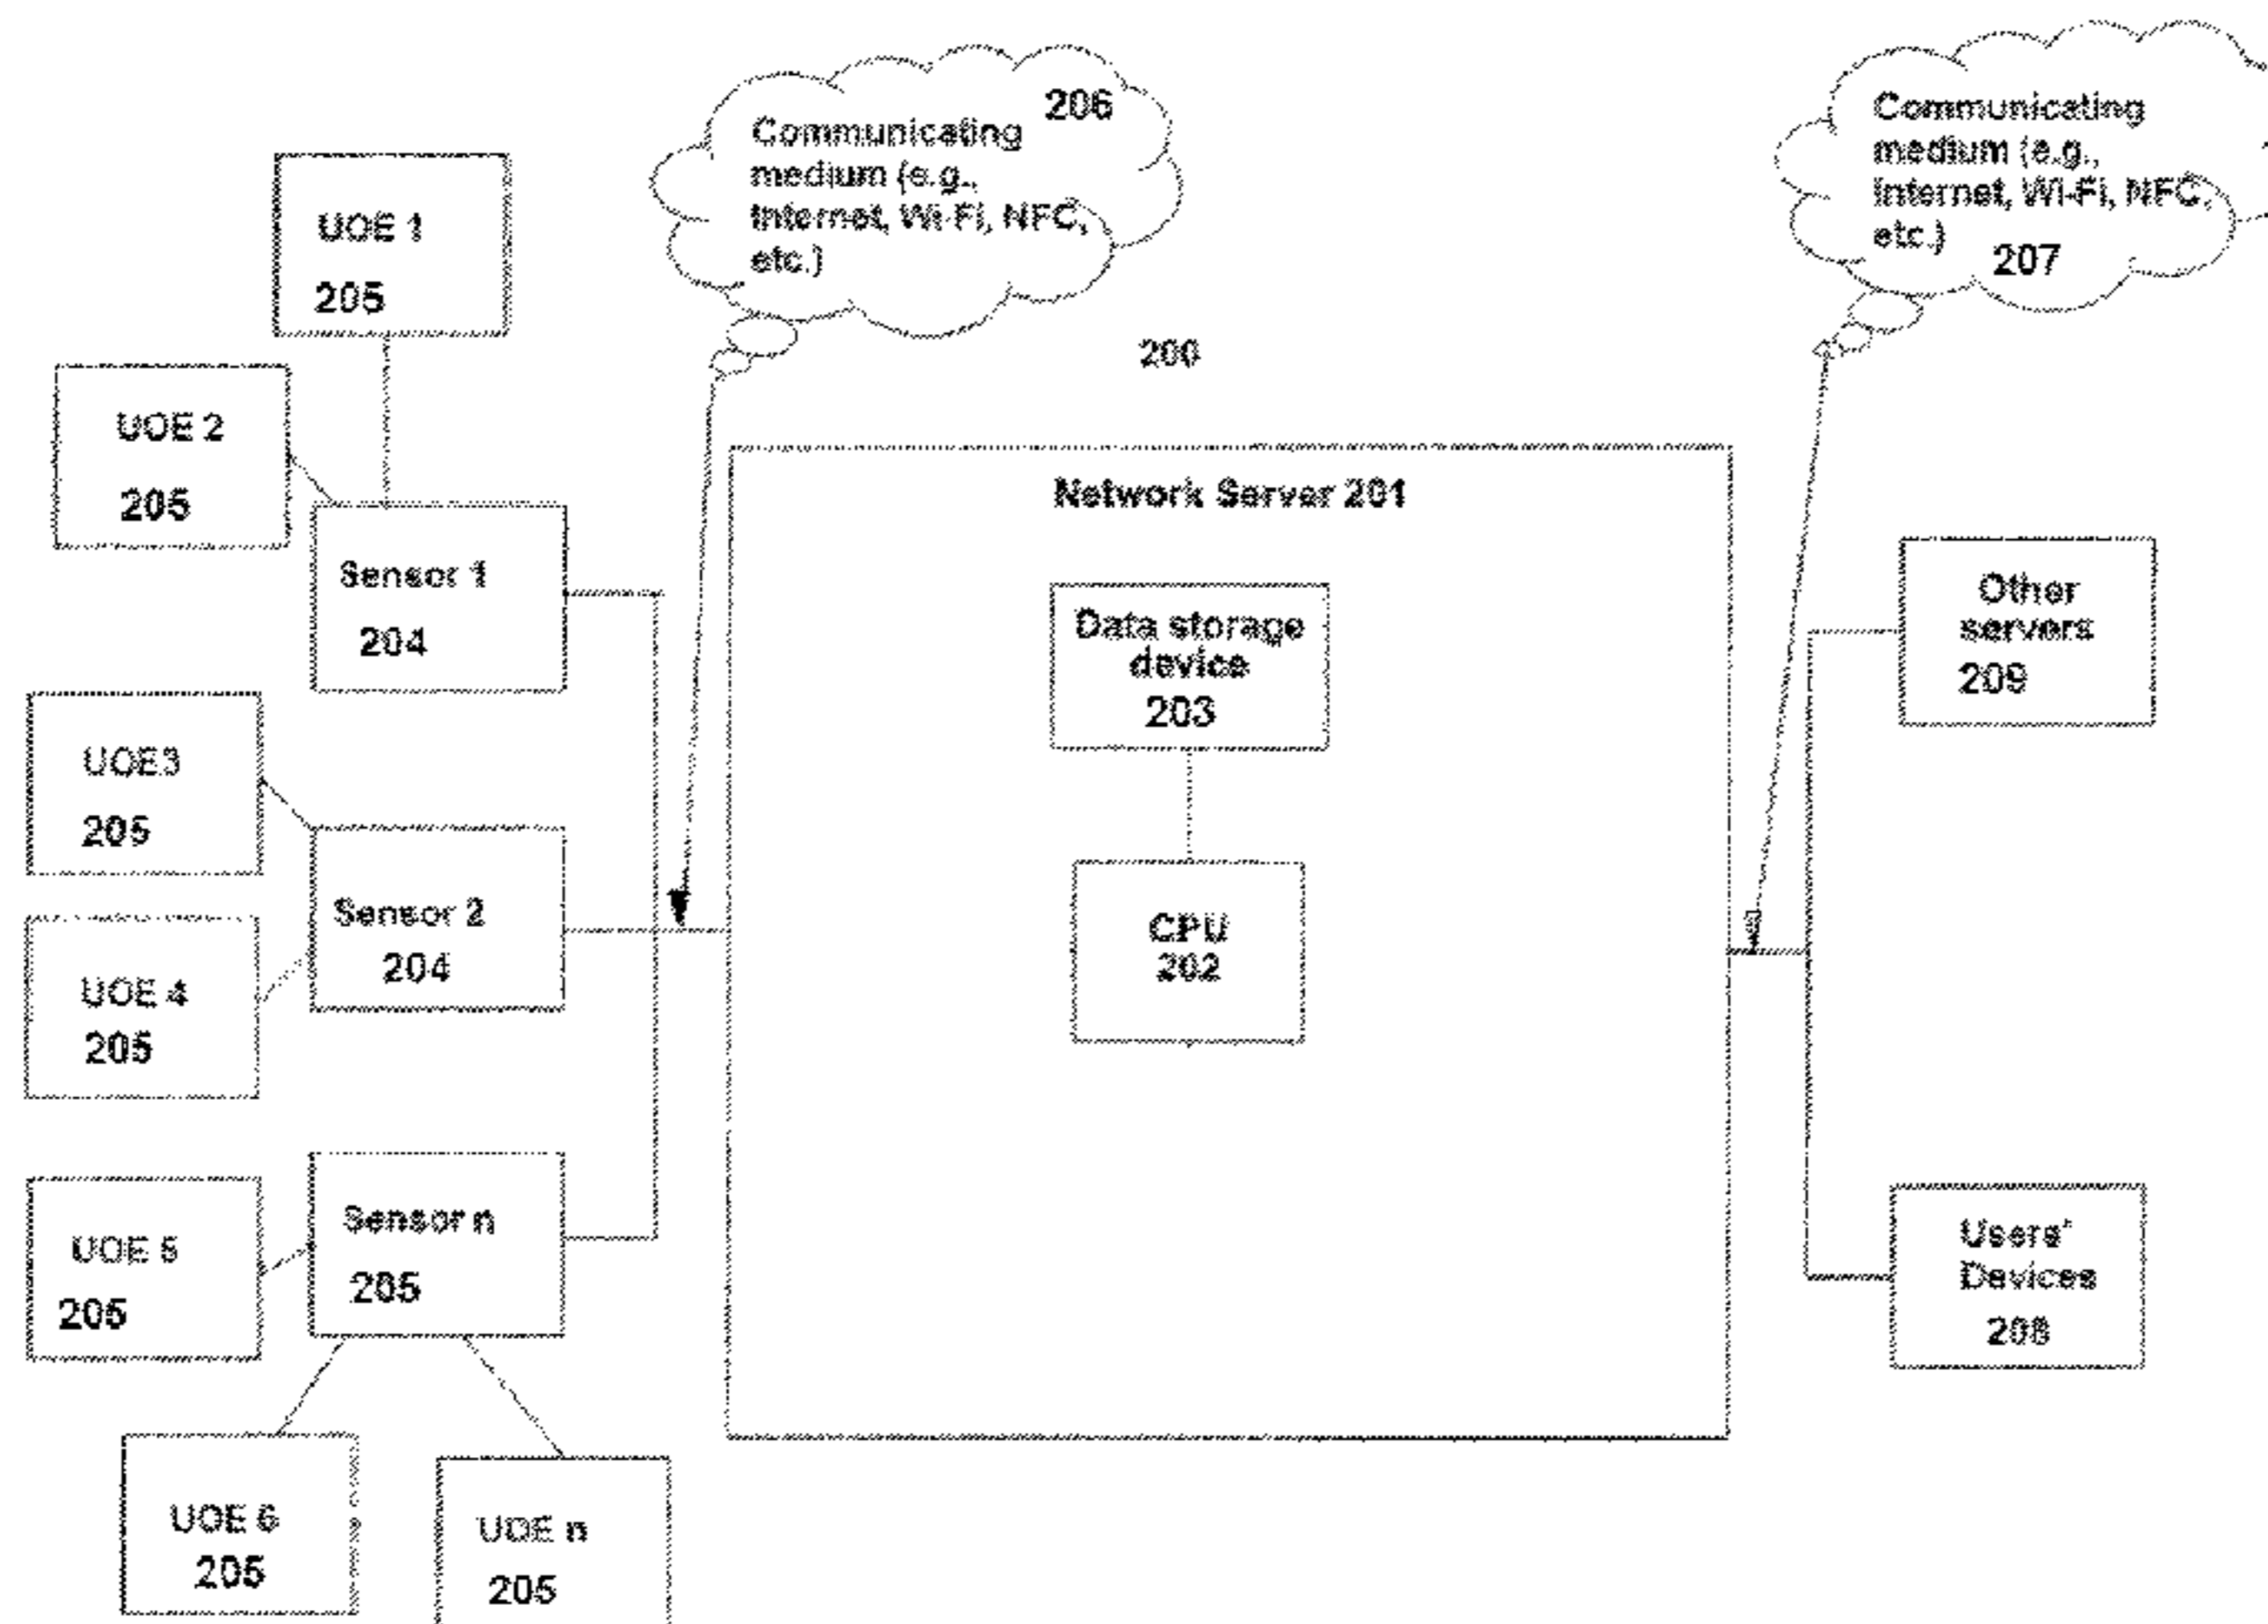 206
Communicating
medium (e.g.,
Internet, Wi-Fi, NFC,
etc.)
Communicating
medium (e.g.,
Internet, Wi-Fi, NFC,
etc.)
207
200
UOE 1
205
UOE 2
205
Sensor 1
204
UOE3
205
Sensor 2
204
UOE 4
205
Sensor n
205
UOE 5
205
UOE 6
205
UOE n
205
Network Server 201
Data storage
device
203
CPU
202
Other
servers
209
Users'
Devices
208